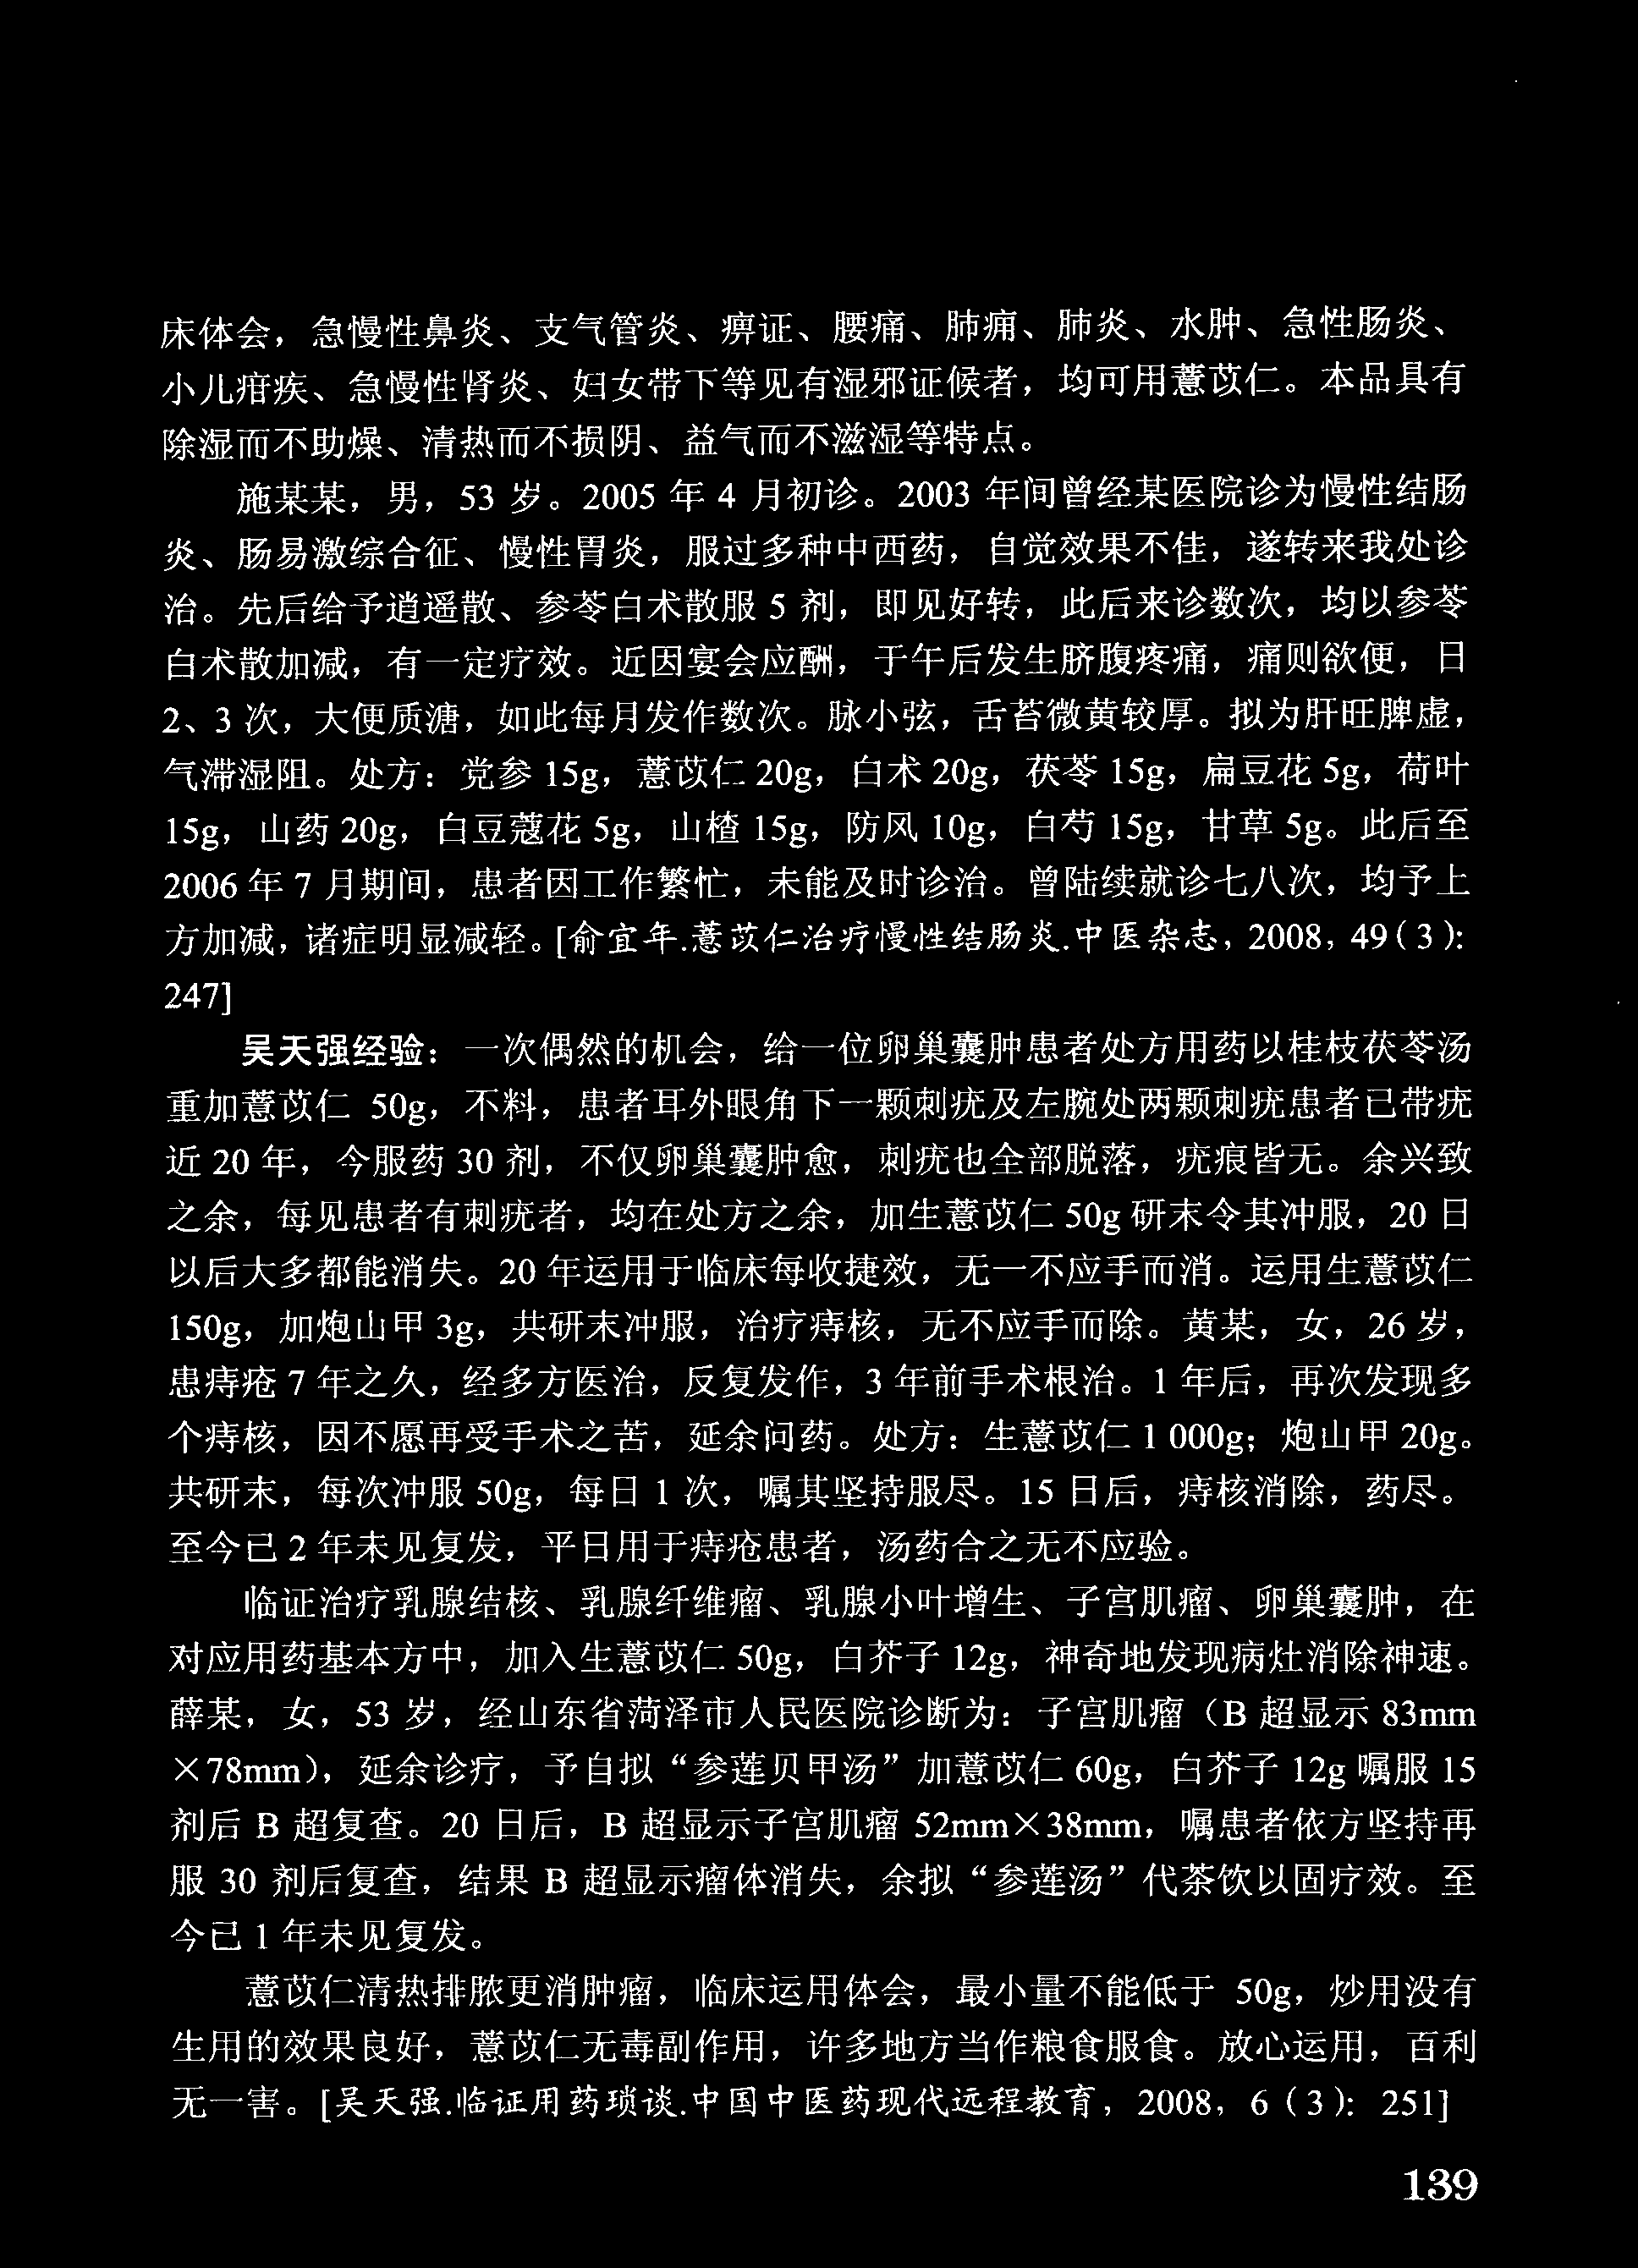 床体会，急慢性鼻炎、支气管炎、痹证、腰痛、肺痈、肺炎、水肿、急性肠炎、
小儿疳疾、急慢性肾炎、妇女带下等见有湿邪证候者，均可用薏苡仁。本品具有
除湿而不助燥、清热而不损阴、益气而不滋湿等特点。
施某某，男，53 岁。2005 年 4 月初诊。2003 年间曾经某医院诊为慢性结肠
炎、肠易激综合征、慢性胃炎，服过多种中西药，自觉效果不佳，遂转来我处诊
治。先后给予逍遥散、参苓白术散服 5 剂，即见好转，此后来诊数次，均以参苓
白术散加减，有一定疗效。近因宴会应酬，于午后发生脐腹疼痛，痛则欲便，日
2、3 次，大便质溏，如此每月发作数次。脉小弦，舌苔微黄较厚。拟为肝旺脾虚，
气滞湿阻。处方：党参 15g，薏苡仁 20g，白术 20g，茯苓 15g，扁豆花 5g，荷叶
15g，山药 20g，白豆蔻花 5g，山楂 15g，防风 10g，白芍 15g，甘草 5g。此后至
2006 年 7 月期间，患者因工作繁忙，未能及时诊治。曾陆续就诊七八次，均予上
方加减，诸症明显减轻。[俞宜年.薏苡仁治疗慢性结肠炎.中医杂志，2008，49（3）：
247]
吴天强经验：一次偶然的机会，给一位卵巢囊肿患者处方用药以桂枝茯苓汤
重加薏苡仁 50g，不料，患者耳外眼角下一颗刺疣及左腕处两颗刺疣患者已带疣
近 20 年，今服药 30 剂，不仅卵巢囊肿愈，刺疣也全部脱落，疣痕皆无。余兴致
之余，每见患者有刺疣者，均在处方之余，加生薏苡仁 50g 研末令其冲服，20 日
以后大多都能消失。20 年运用于临床每收捷效，无一不应手而消。运用生薏苡仁
150g，加炮山甲 3g，共研末冲服，治疗痔核，无不应手而除。黄某，女，26 岁，
患痔疮 7 年之久，经多方医治，反复发作，3 年前手术根治。1 年后，再次发现多
个痔核，因不愿再受手术之苦，延余问药。处方：生薏苡仁 1 000g；炮山甲 20g。
共研末，每次冲服 50g，每日 1 次，嘱其坚持服尽。15 日后，痔核消除，药尽。
至今已 2 年未见复发，平日用于痔疮患者，汤药合之无不应验。
临证治疗乳腺结核、乳腺纤维瘤、乳腺小叶增生、子宫肌瘤、卵巢囊肿，在
对应用药基本方中，加入生薏苡仁 50g，白芥子 12g，神奇地发现病灶消除神速。
薛某，女，53 岁，经山东省菏泽市人民医院诊断为：子宫肌瘤（B 超显示 83mm
×78mm），延余诊疗，予自拟“参莲贝甲汤”加薏苡仁 60g，白芥子 12g 嘱服 15
剂后 B 超复查。20 日后，B 超显示子宫肌瘤 52mm×38mm，嘱患者依方坚持再
服 30 剂后复查，结果 B 超显示瘤体消失，余拟“参莲汤”代茶饮以固疗效。至
今已 1 年未见复发。
薏苡仁清热排脓更消肿瘤，临床运用体会，最小量不能低于 50g，炒用没有
生用的效果良好，薏苡仁无毒副作用，许多地方当作粮食服食。放心运用，百利
无一害。[吴天强.临证用药琐谈.中国中医药现代远程教育，2008，6（3）：251]
139